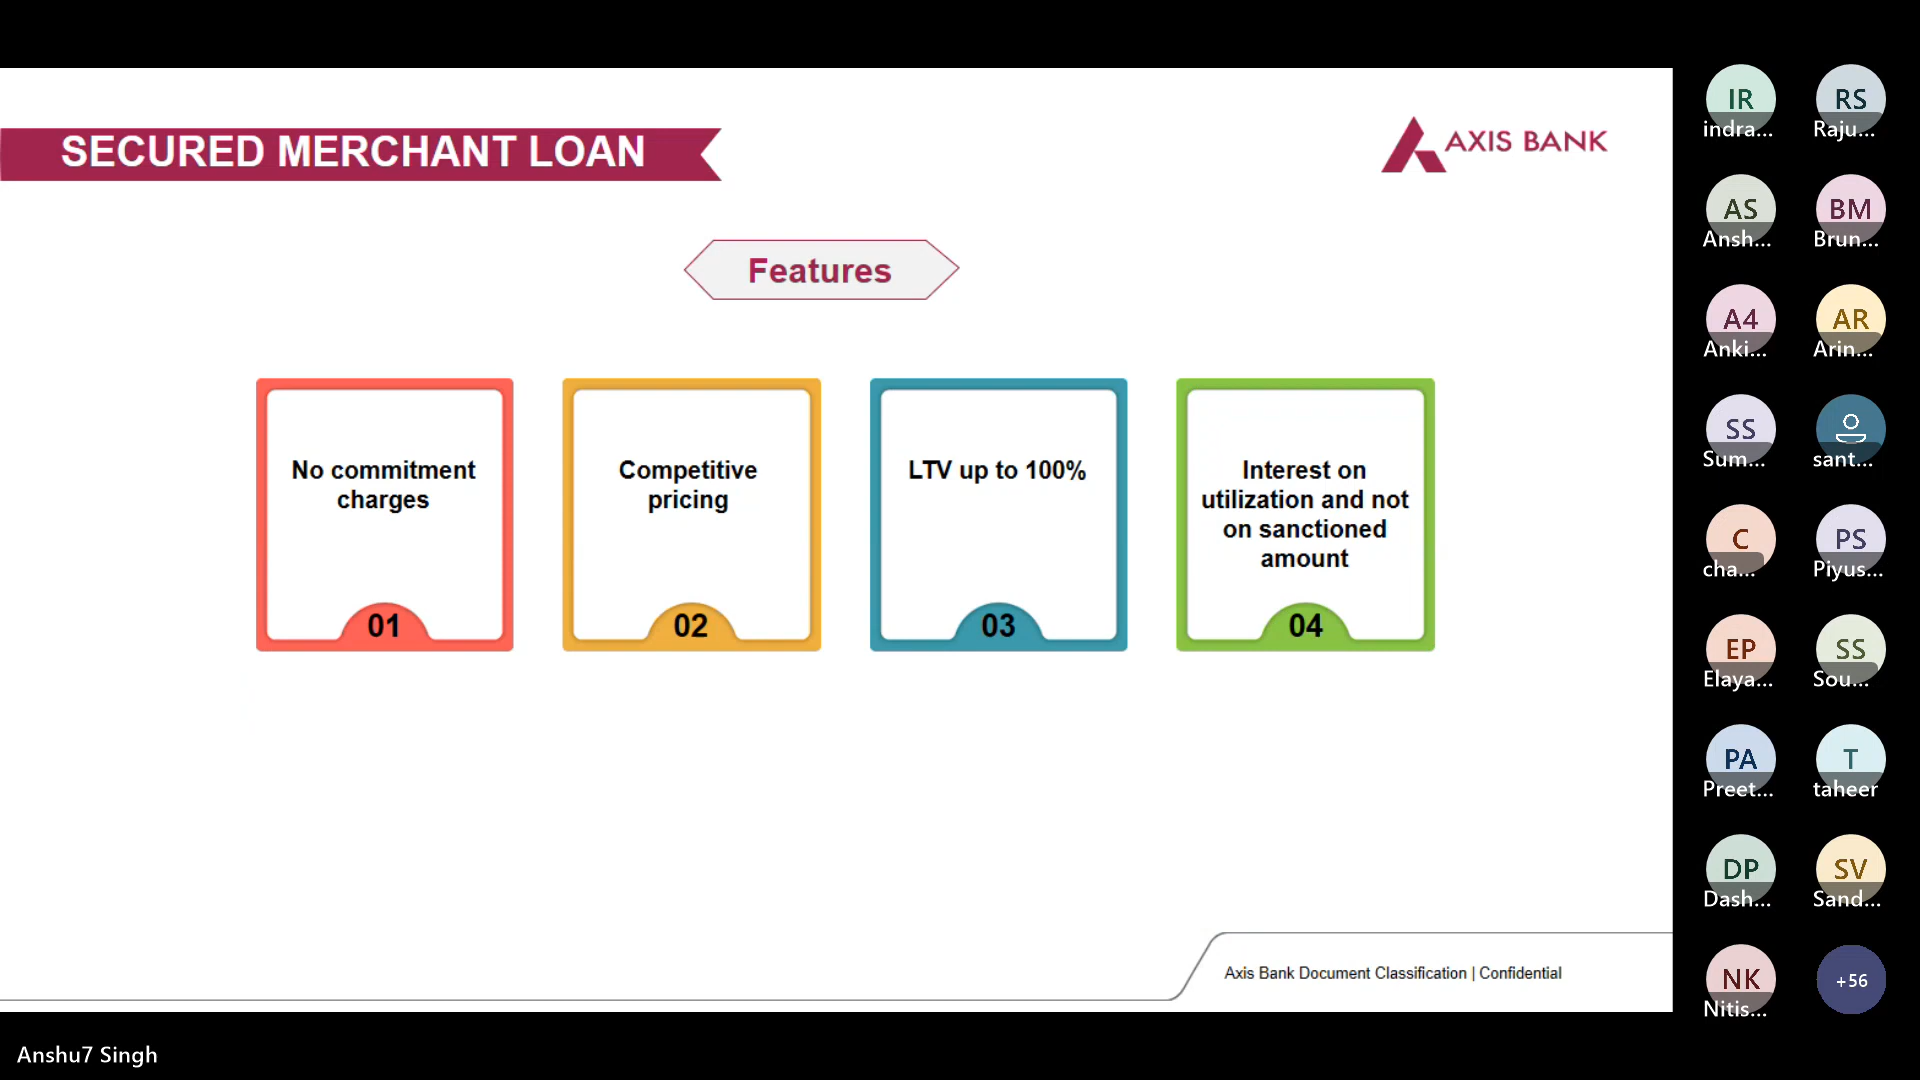 SECURED MERCHANT LOAN
AXIS BANK
Features
No commitment
charges
01
Competitive
pricing
02
LTV up to 100%
03
Interest on
utilization and not
on sanctioned
amount
04
Axis Bank Document Classification | Confidential
Anshu7 Singh
IR
indra...
RS
Raju...
AS
Ansh...
BM
Brun...
A4
Anki...
AR
Arin...
SS
Sum...
sant...
C
cha...
PS
Piyus...
EP
Elaya...
SS
Sou...
PA
Preet...
T
taheer
DP
Dash...
SV
Sand...
NK
Nitis...
+56